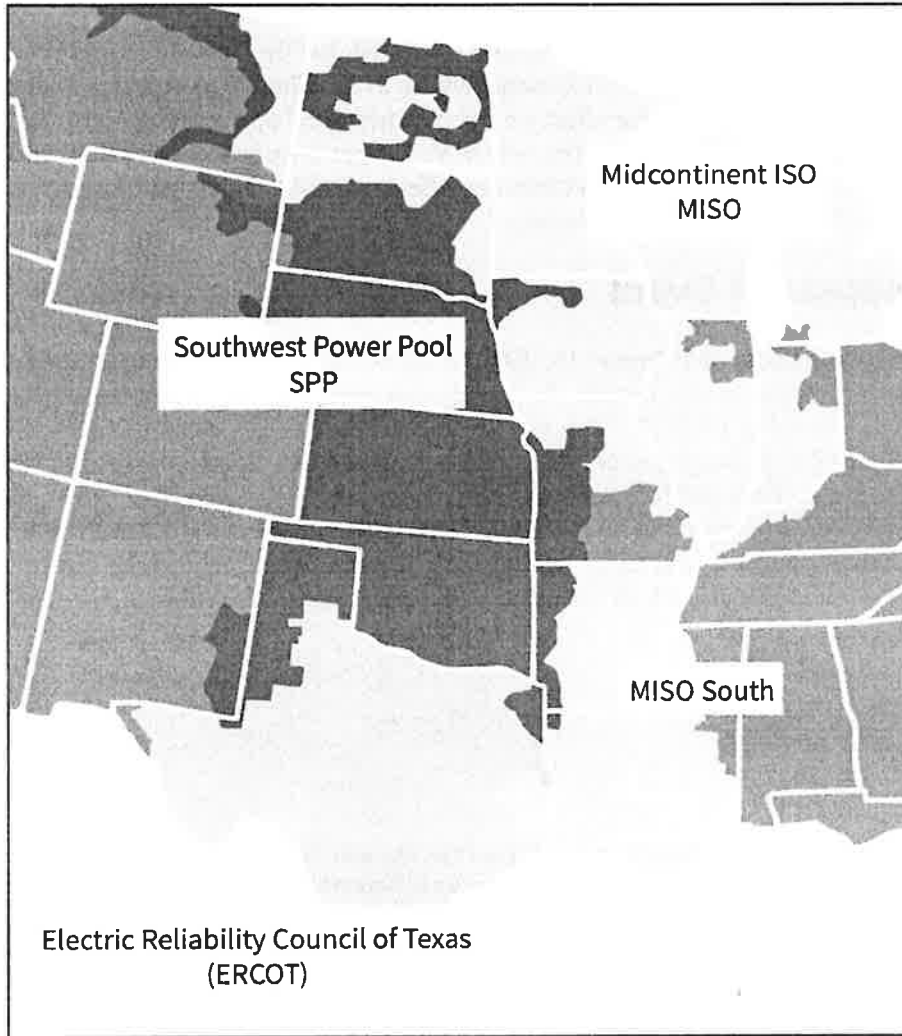 Midcontinent ISO
MISO
Southwest Power Pool
SPP
MISO South
Electric Reliability Council of Texas
(ERCOT)